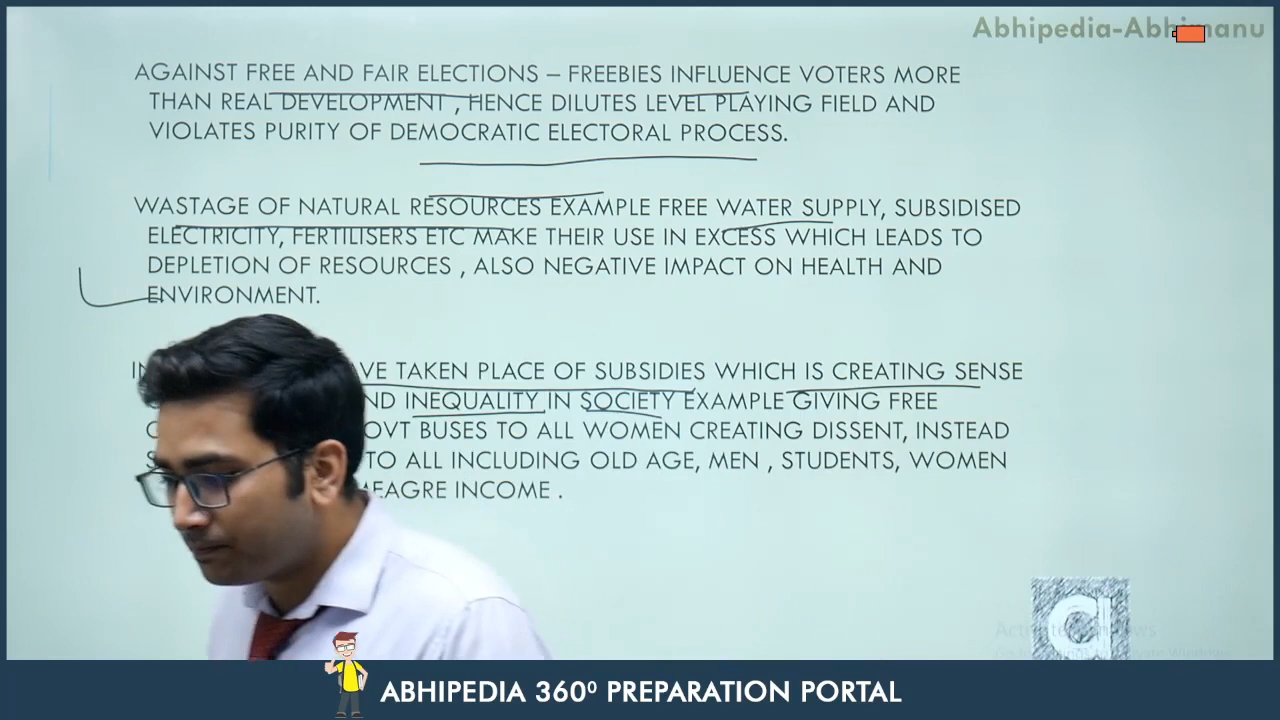 Abhipedia-Abhimanu
AGAINST FREE AND FAIR ELECTIONS – FREEBIES INFLUENCE VOTERS MORE
THAN REAL DEVELOPMENT , HENCE DILUTES LEVEL PLAYING FIELD AND
VIOLATES PURITY OF DEMOCRATIC ELECTORAL PROCESS.
WASTAGE OF NATURAL RESOURCES EXAMPLE FREE WATER SUPPLY, SUBSIDISED
ELECTRICITY, FERTILISERS ETC MAKE THEIR USE IN EXCESS WHICH LEADS TO
DEPLETION OF RESOURCES , ALSO NEGATIVE IMPACT ON HEALTH AND
ENVIRONMENT.
VE TAKEN PLACE OF SUBSIDIES WHICH IS CREATING SENSE
ND INEQUALITY IN SOCIETY EXAMPLE GIVING FREE
OVT BUSES TO ALL WOMEN CREATING DISSENT, INSTEAD
TO ALL INCLUDING OLD AGE, MEN , STUDENTS, WOMEN
MEAGRE INCOME .
ABHIPEDIA 360⁰ PREPARATION PORTAL